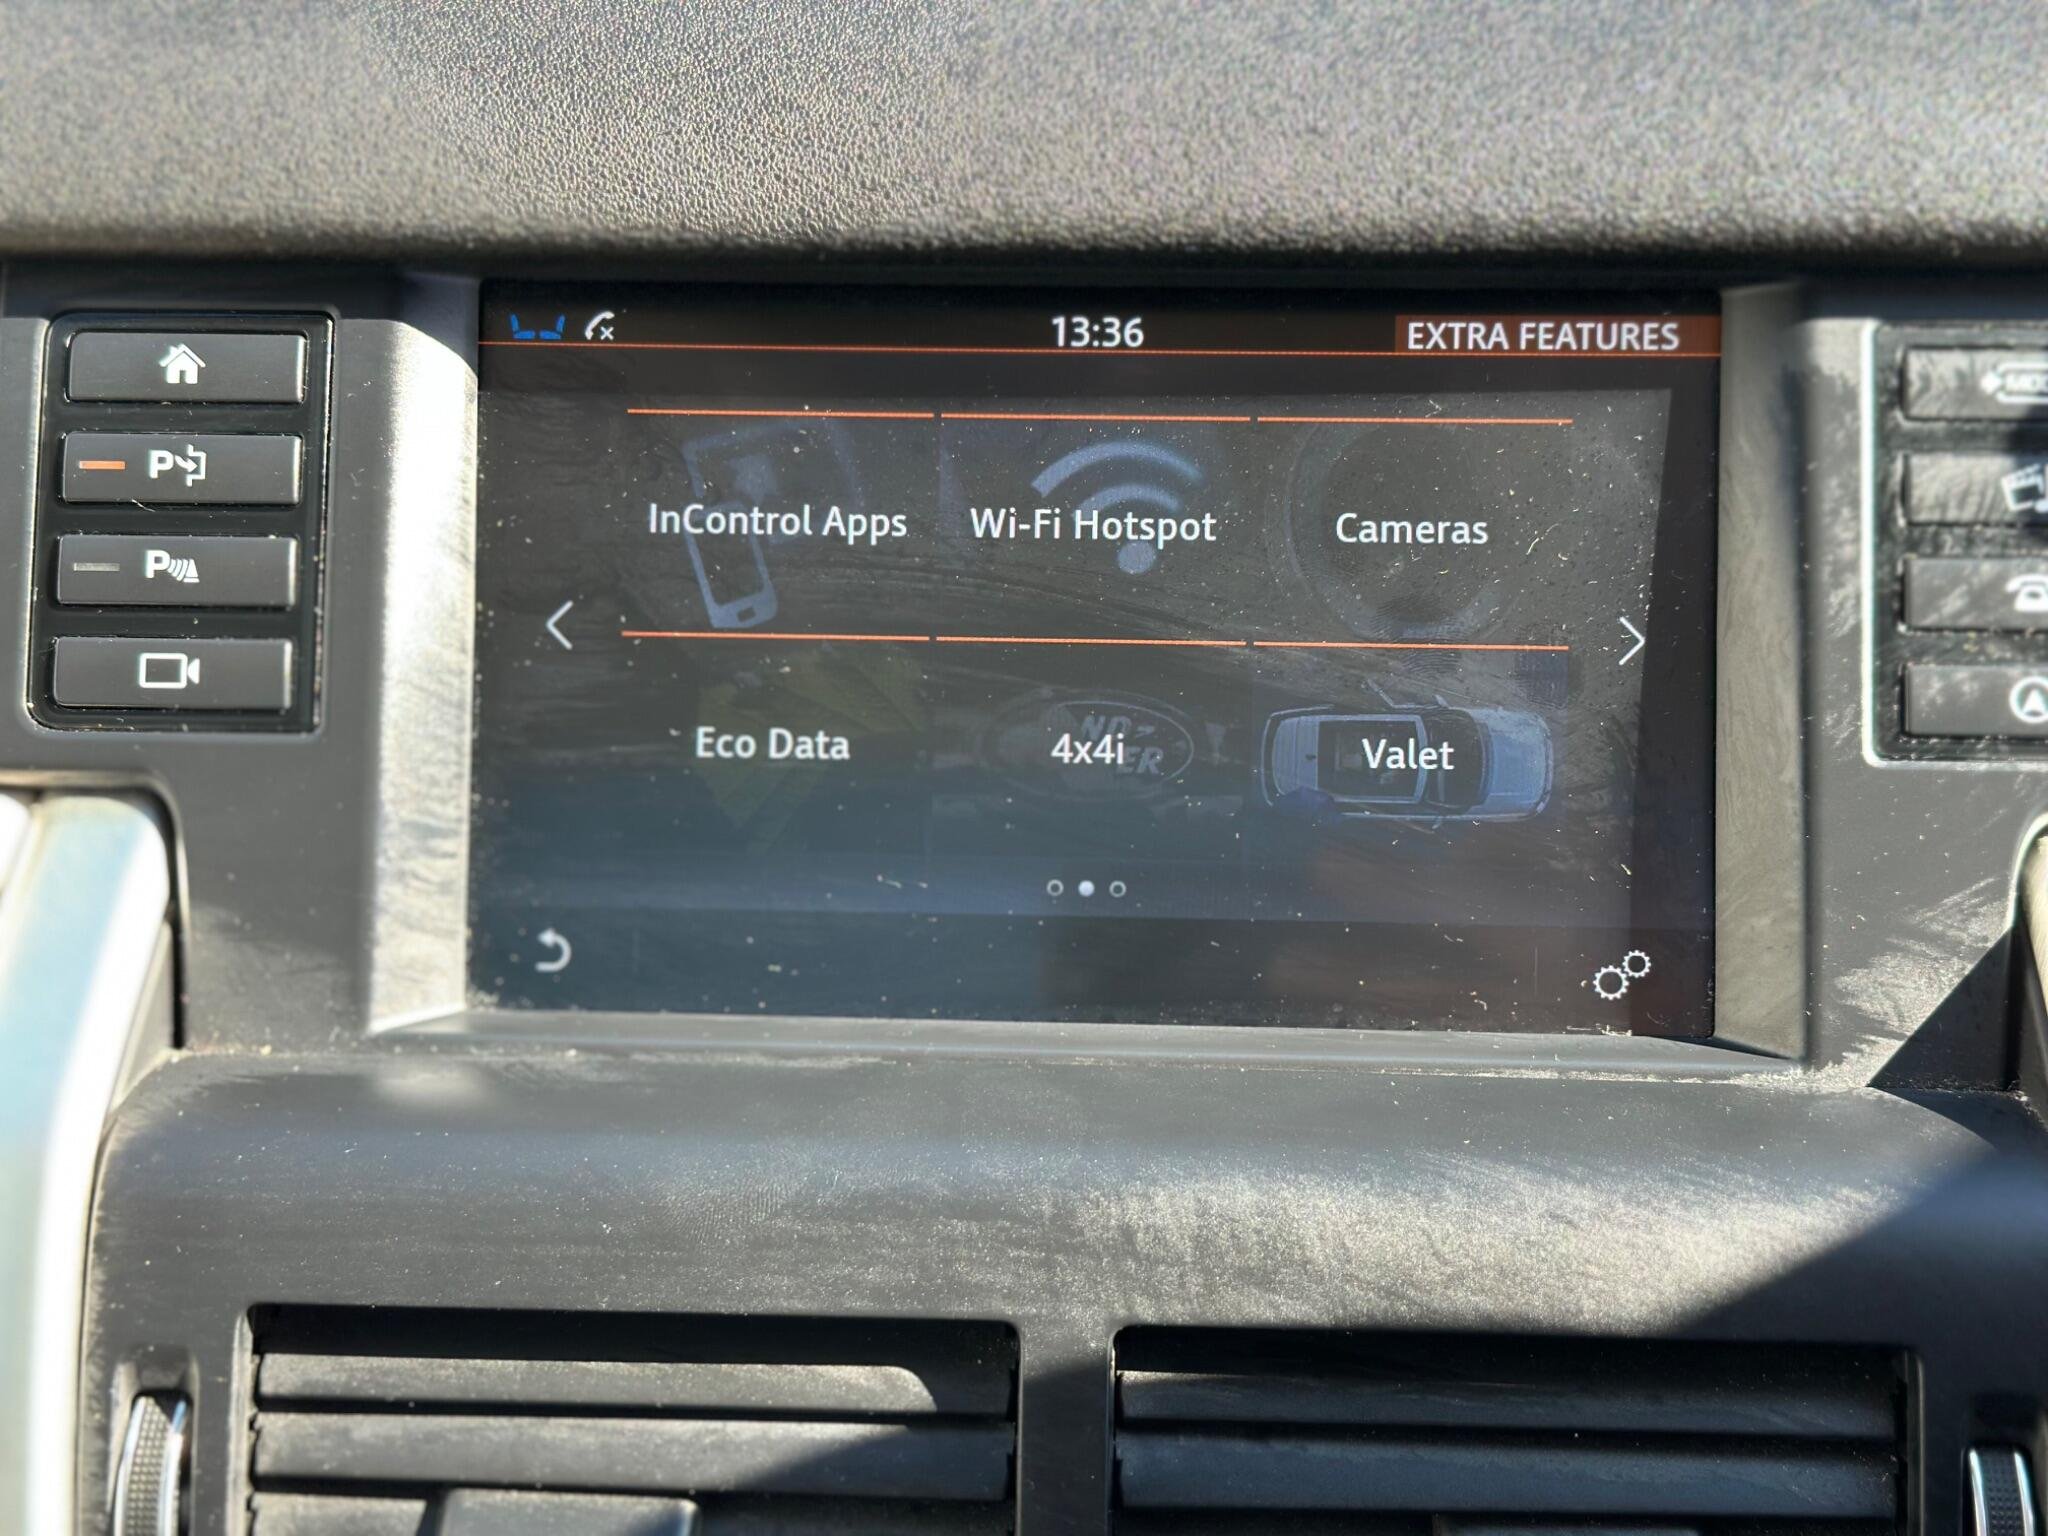 13:36
EXTRA FEATURES
InControl Apps
Wi-Fi Hotspot
Cameras
Eco Data
4x4i
Valet
P
P